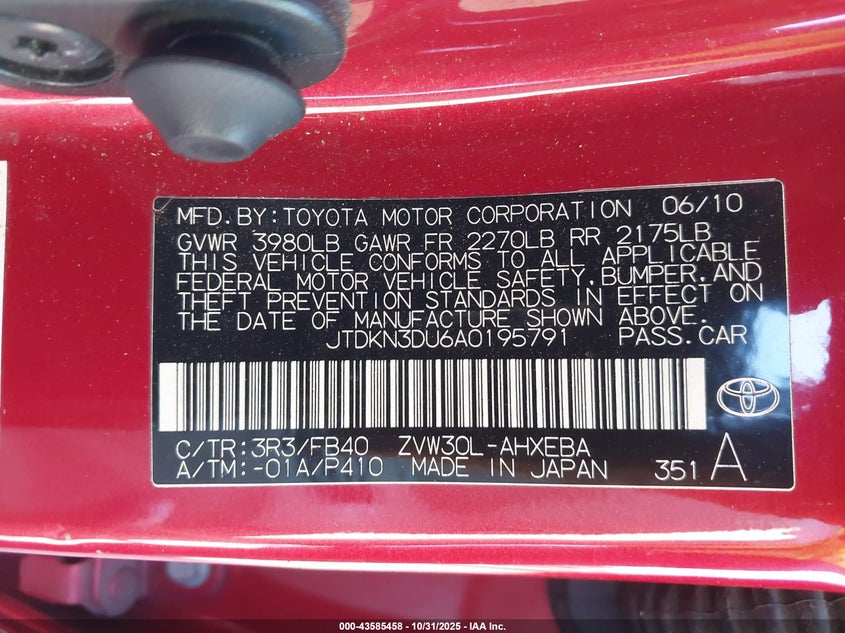 MFD.BY:TOYOTA MOTOR CORPORATION 06/10
GVWR 3980LB GAWR FR 2270LB RR 2175LB
THIS VEHICLE CONFORMS TO ALL APPLICABLE
FEDERAL MOTOR VEHICLE SAFETY,BUMPER,AND
THEFT PREVENTION STANDARDS IN EFFECT ON
THE DATE OF MANUFACTURE SHOWN ABOVE.
JTDKN3DU6A0195791 PASS.CAR
C/TR:3R3/FB40 ZVW30L-AHXEBA
A/TM:-01A/P410 MADE IN JAPAN 351 A
000-43585458 - 10/31/2025 - IAA Inc.